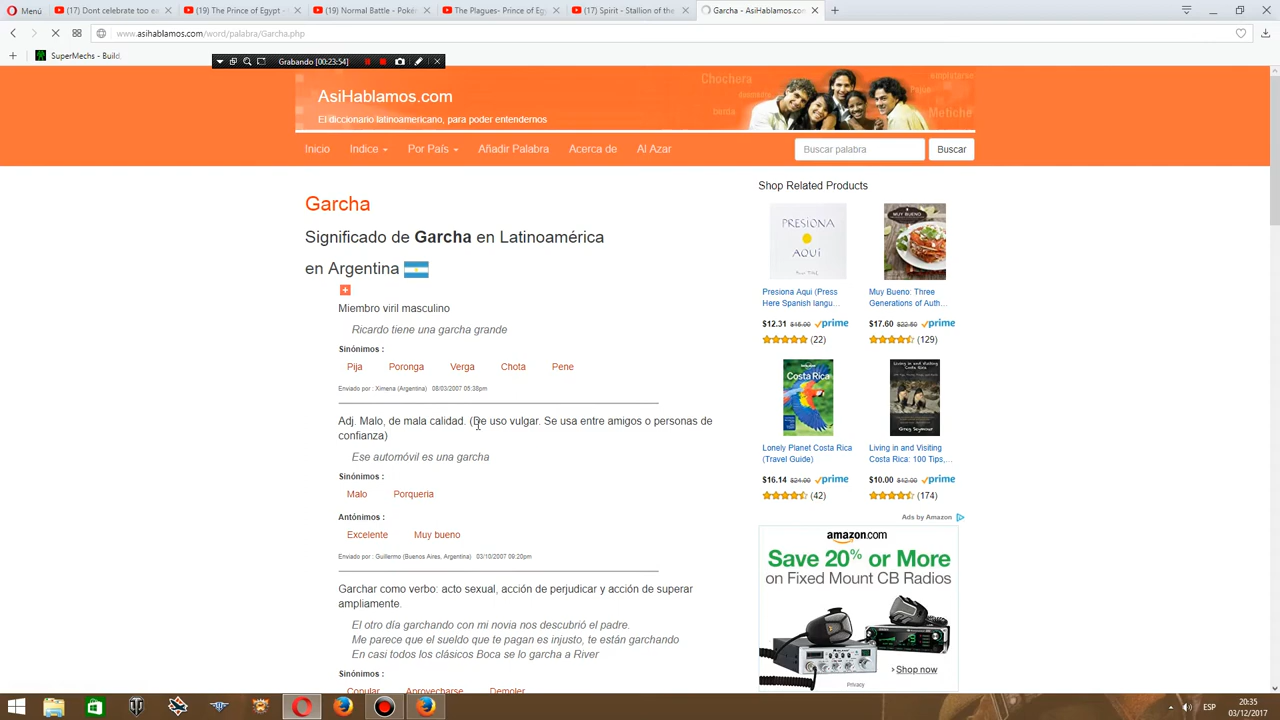 Menú
(17) Dont celebrate too ea
(19) The Prince of Egypt -
(19) Normal Battle - Poké
The Plagues- Prince of Eg
(17) Spirit - Stallion of the
Garcha - AsiHablamos.com
www.asihablamos.com/word/palabra/Garcha.php
SuperMechs - Build,
Grabando [00:23:54]
AsiHablamos.com
El diccionario latinoamericano, para poder entendernos
Chochera
Metiche
Inicio Indice Por País Añadir Palabra Acerca de Al Azar
Buscar palabra
Buscar
Garcha
Significado de Garcha en Latinoamérica
en Argentina
Miembro viril masculino
Ricardo tiene una garcha grande
Sinónimos :
Pija Poronga Verga Chota Pene
Enviado por : Ximena (Argentina) 08/03/2007 05:38pm
Adj. Malo, de mala calidad. (De uso vulgar. Se usa entre amigos o personas de
confianza)
Ese automóvil es una garcha
Sinónimos :
Malo Porqueria
Antónimos :
Excelente Muy bueno
Enviado por : Guillermo (Buenos Aires, Argentina) 03/10/2007 09:20pm
Garchar como verbo: acto sexual, acción de perjudicar y acción de superar
ampliamente.
El otro día garchando con mi novia nos descubrió el padre.
Me parece que el sueldo que te pagan es injusto, te están garchando
En casi todos los clásicos Boca se lo garcha a River
Sinónimos :
Copular Aprovecharse Demoler
Shop Related Products
PRESIONA
AQUÍ
MUY BUENO
Presiona Aqui (Press
Here Spanish langu...
$12.31 $15.00 prime
(22)
Muy Bueno: Three
Generations of Auth...
$17.60 $22.50 prime
(129)
Costa Rica
Lonely Planet Costa Rica
(Travel Guide)
$16.14 $24.00 prime
(42)
Living in and Visiting
Costa Rica: 100 Tips,...
$10.00 $12.00 prime
(174)
Ads by Amazon
amazon.com
Save 20% or More
on Fixed Mount CB Radios
Shop now
Privacy
ESP
20:35
03/12/2017